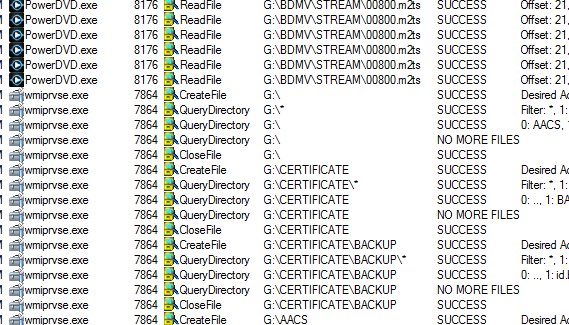 PowerDVD.exe 8176 ReadFile G:\BDMV\STREAM\00800.m2ts SUCCESS Offset: 21,
PowerDVD.exe 8176 ReadFile G:\BDMV\STREAM\00800.m2ts SUCCESS Offset: 21,
PowerDVD.exe 8176 ReadFile G:\BDMV\STREAM\00800.m2ts SUCCESS Offset: 21,
PowerDVD.exe 8176 ReadFile G:\BDMV\STREAM\00800.m2ts SUCCESS Offset: 21,
PowerDVD.exe 8176 ReadFile G:\BDMV\STREAM\00800.m2ts SUCCESS Offset: 21,
PowerDVD.exe 8176 ReadFile G:\BDMV\STREAM\00800.m2ts SUCCESS Offset: 21,
wmiprvse.exe 7864 CreateFile G:\ SUCCESS Desired Ac
wmiprvse.exe 7864 QueryDirectory G:\* SUCCESS Filter: *, 1:
wmiprvse.exe 7864 QueryDirectory G:\ SUCCESS 0: AACS,
wmiprvse.exe 7864 QueryDirectory G:\ NO MORE FILES
wmiprvse.exe 7864 CloseFile G:\ SUCCESS
wmiprvse.exe 7864 CreateFile G:\CERTIFICATE SUCCESS Desired Ac
wmiprvse.exe 7864 QueryDirectory G:\CERTIFICATE\* SUCCESS Filter: *, 1:
wmiprvse.exe 7864 QueryDirectory G:\CERTIFICATE SUCCESS 0: .., 1: BA
wmiprvse.exe 7864 QueryDirectory G:\CERTIFICATE NO MORE FILES
wmiprvse.exe 7864 CloseFile G:\CERTIFICATE SUCCESS
wmiprvse.exe 7864 CreateFile G:\CERTIFICATE\BACKUP SUCCESS Desired Ac
wmiprvse.exe 7864 QueryDirectory G:\CERTIFICATE\BACKUP\* SUCCESS Filter: *, 1:
wmiprvse.exe 7864 QueryDirectory G:\CERTIFICATE\BACKUP SUCCESS 0: .., 1: id.
wmiprvse.exe 7864 QueryDirectory G:\CERTIFICATE\BACKUP NO MORE FILES
wmiprvse.exe 7864 CloseFile G:\CERTIFICATE\BACKUP SUCCESS
wmiprvse.exe 7864 CreateFile G:\AACS SUCCESS Desired Ac